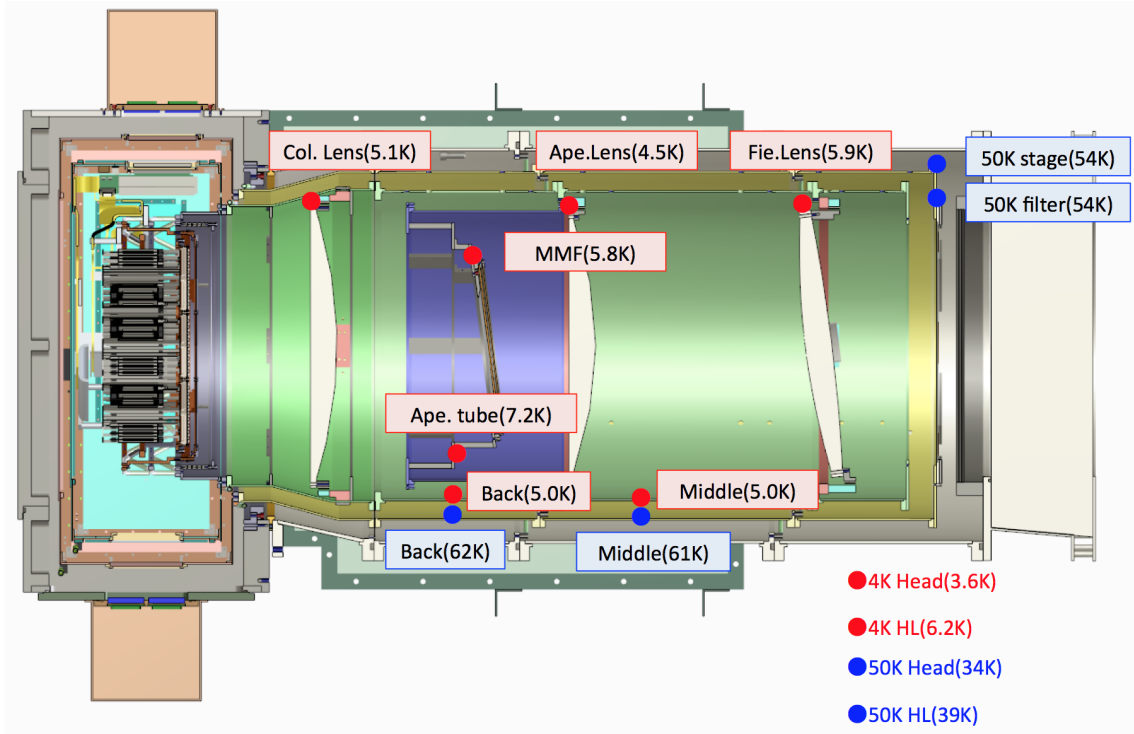 Col. Lens(5.1K)
Ape.Lens(4.5K)
Fie.Lens(5.9K)
50K stage(54K)
50K filter(54K)
MMF(5.8K)
Ape. tube(7.2K)
Back(5.0K)
Middle(5.0K)
Back(62K)
Middle(61K)
4K Head(3.6K)
4K HL(6.2K)
50K Head(34K)
50K HL(39K)